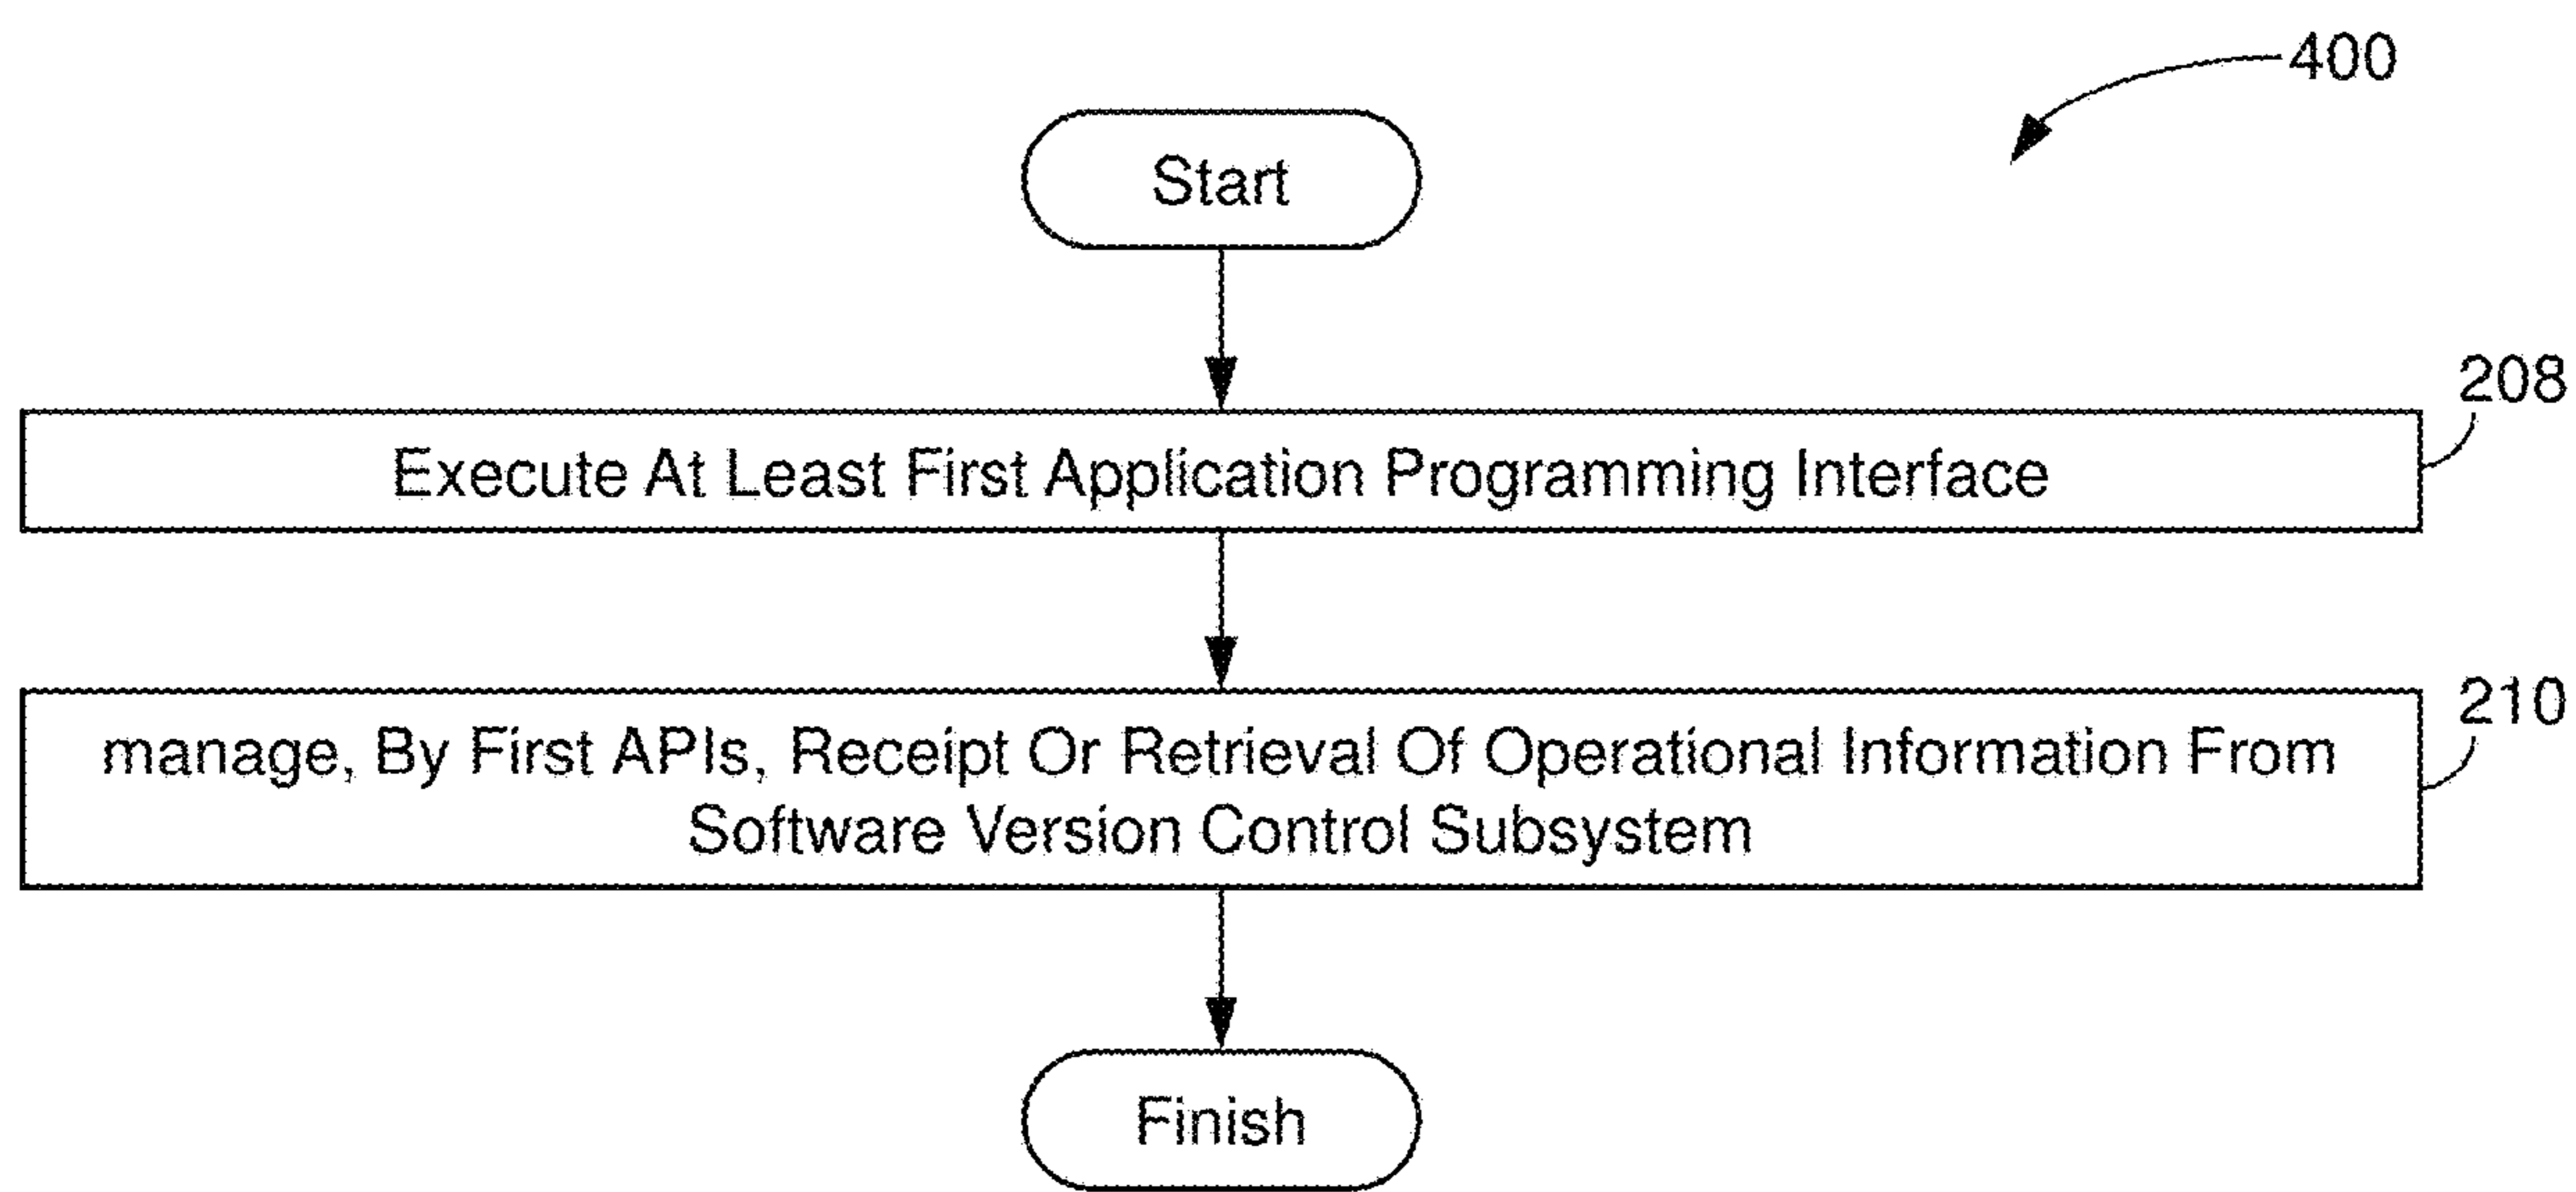 400
Start
208
Execute At Least First Application Programming Interface
210
manage, By First APIs, Receipt Or Retrieval Of Operational Information From
Software Version Control Subsystem
Finish